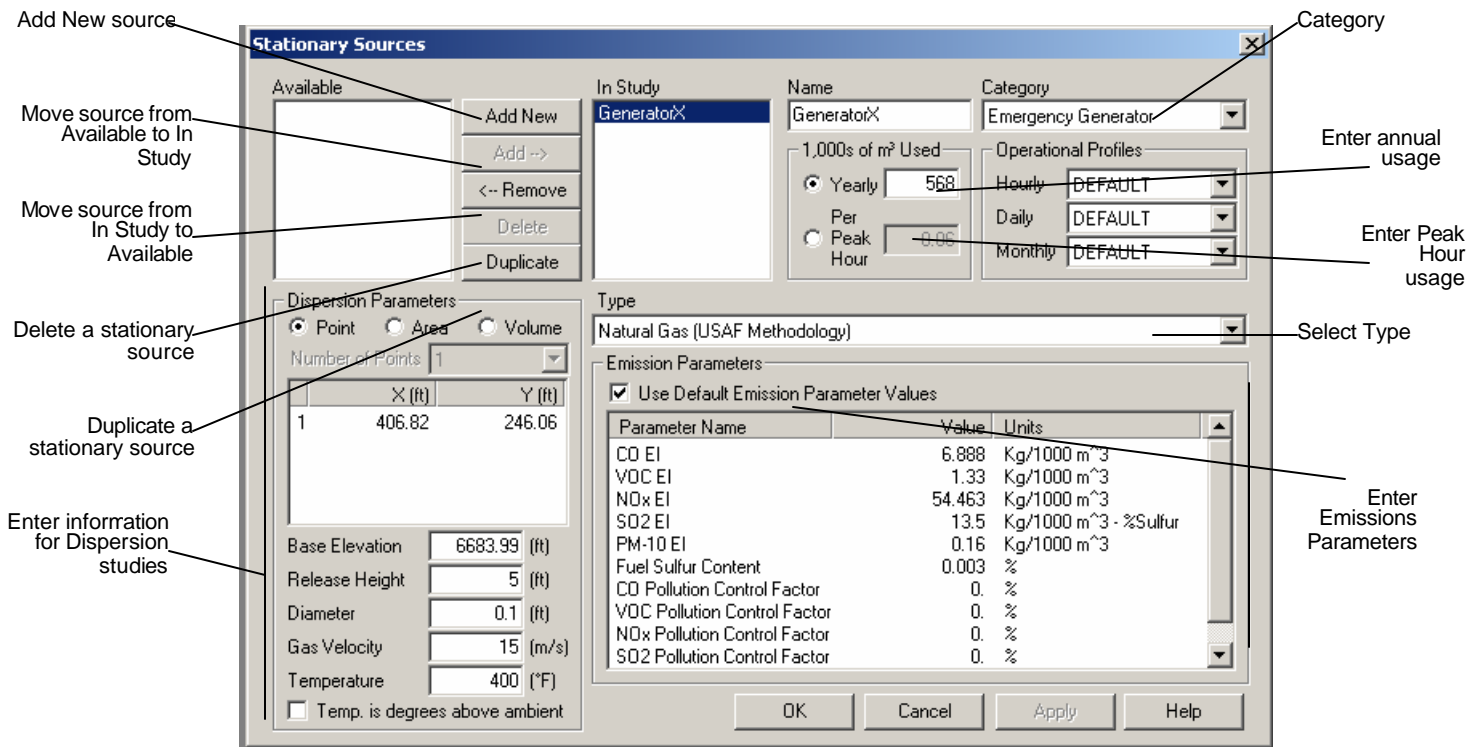 Add New source
Category
Stationary Sources
Available
In Study
Name
Category
Move source from
Available to In
Study
Add New
Add -->
<-- Remove
Delete
Duplicate
GeneratorX
GeneratorX
Emergency Generator
1,000s of m³ Used
Yearly 568
Per
Peak
Hour
0.06
Operational Profiles
Hourly DEFAULT
Daily DEFAULT
Monthly DEFAULT
Enter annual
usage
Enter Peak
Hour
usage
Move source from
In Study to
Available
Delete a stationary
source
Duplicate a
stationary source
Enter information
for Dispersion
studies
Dispersion Parameters
Point Area Volume
Number of Points 1
X (ft) Y (ft)
1 406.82 246.06
Base Elevation 6683.99 (ft)
Release Height 5 (ft)
Diameter 0.1 (ft)
Gas Velocity 15 (m/s)
Temperature 400 (°F)
Temp. is degrees above ambient
Type
Natural Gas (USAF Methodology)
Select Type
Emission Parameters
Use Default Emission Parameter Values
Parameter Name Value Units
CO EI 6.888 Kg/1000 m^3
VOC EI 1.33 Kg/1000 m^3
NOx EI 54.463 Kg/1000 m^3
SO2 EI 13.5 Kg/1000 m^3 - %Sulfur
PM-10 EI 0.16 Kg/1000 m^3
Fuel Sulfur Content 0.003 %
CO Pollution Control Factor 0. %
VOC Pollution Control Factor 0. %
NOx Pollution Control Factor 0. %
SO2 Pollution Control Factor 0. %
Enter
Emissions
Parameters
OK
Cancel
Apply
Help